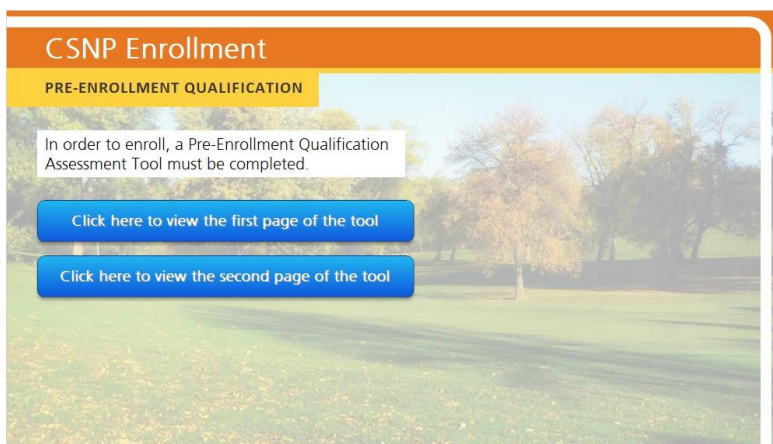 CSNP Enrollment
PRE-ENROLLMENT QUALIFICATION
In order to enroll, a Pre-Enrollment Qualification
Assessment Tool must be completed.
Click here to view the first page of the tool
Click here to view the second page of the tool